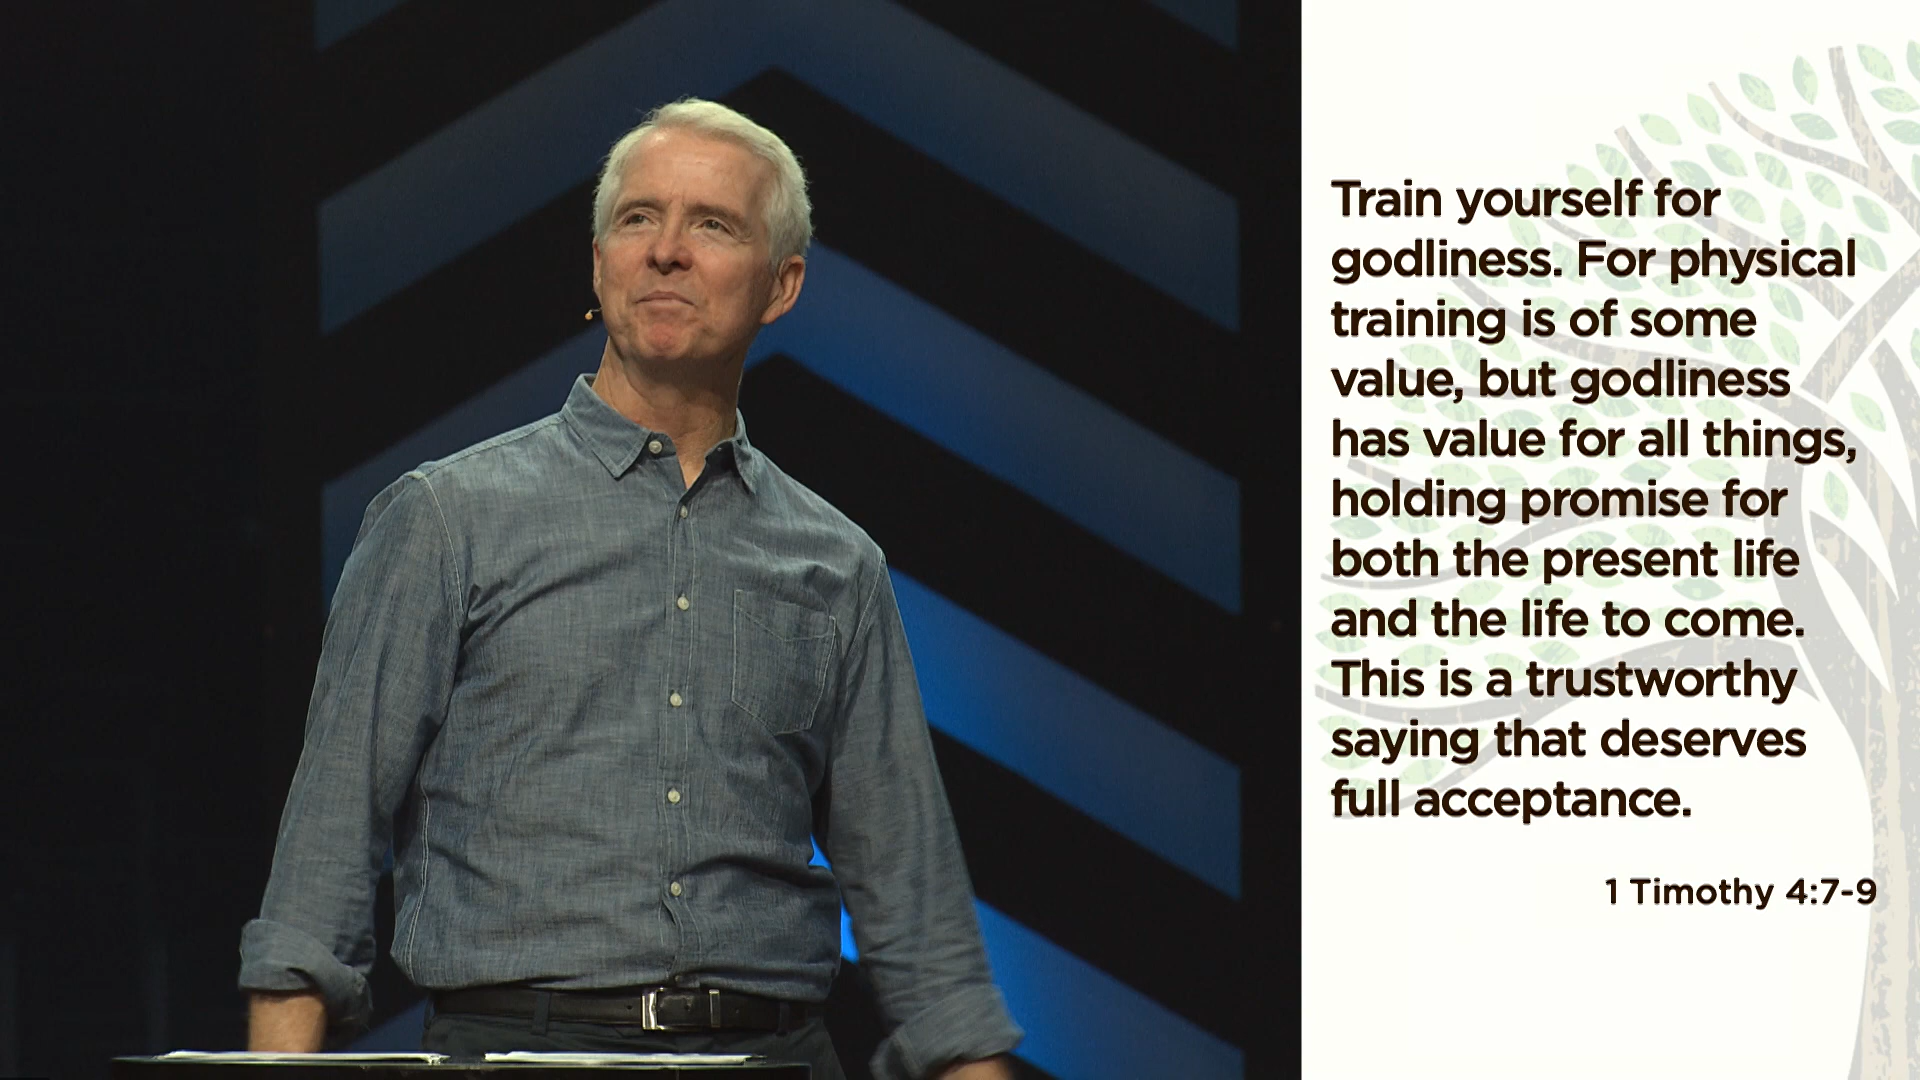 Train yourself for
godliness. For physical
training is of some
value, but godliness
has value for all things,
holding promise for
both the present life
and the life to come.
This is a trustworthy
saying that deserves
full acceptance.
1 Timothy 4:7-9